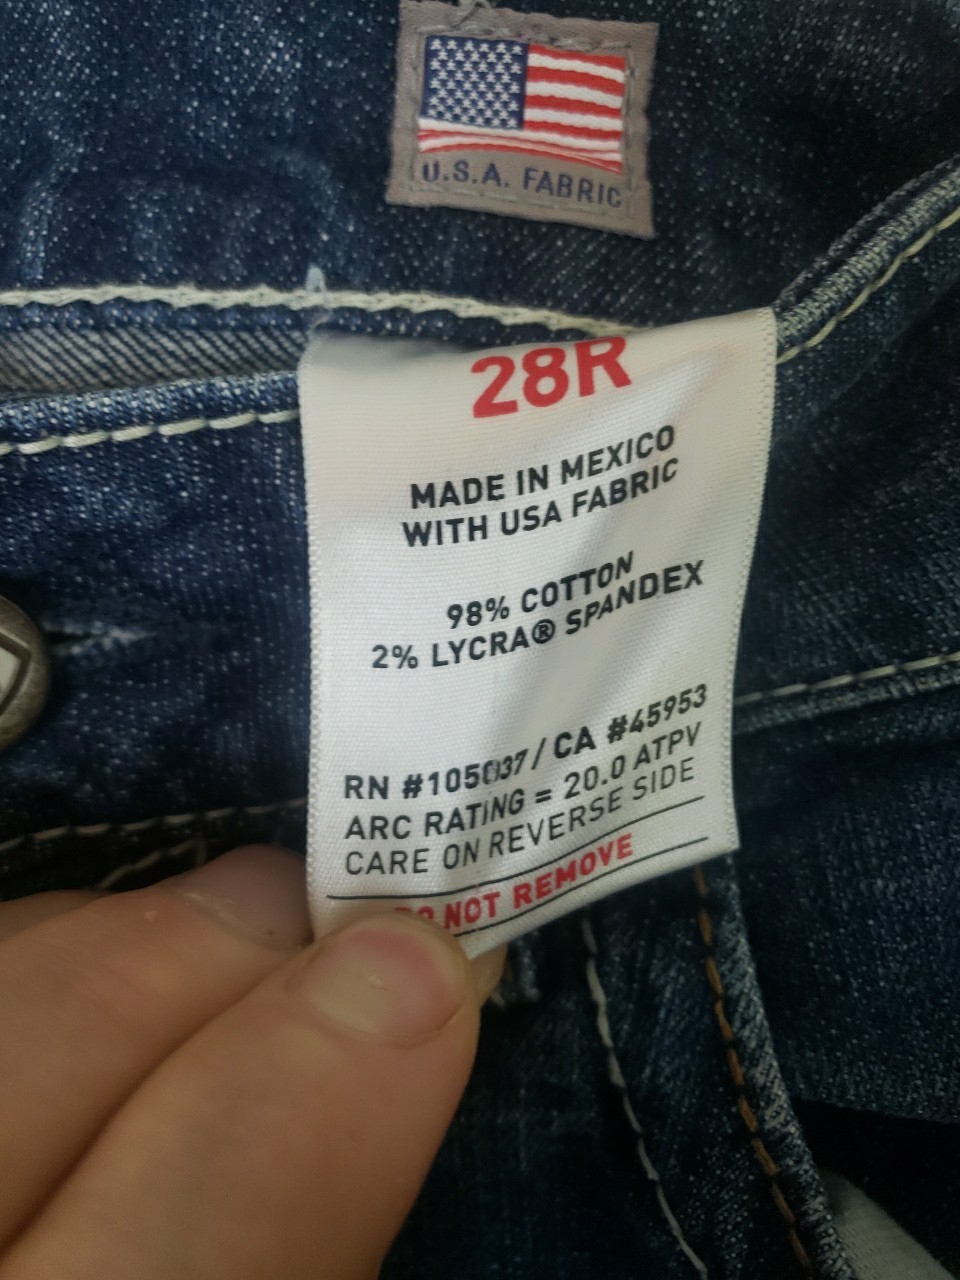 U.S.A. FABRIC
28R
MADE IN MEXICO
WITH USA FABRIC
98% COTTON
2% LYCRA® SPANDEX
RN #105037 / CA #45953
ARC RATING = 20.0 ATPV
CARE ON REVERSE SIDE
DO NOT REMOVE